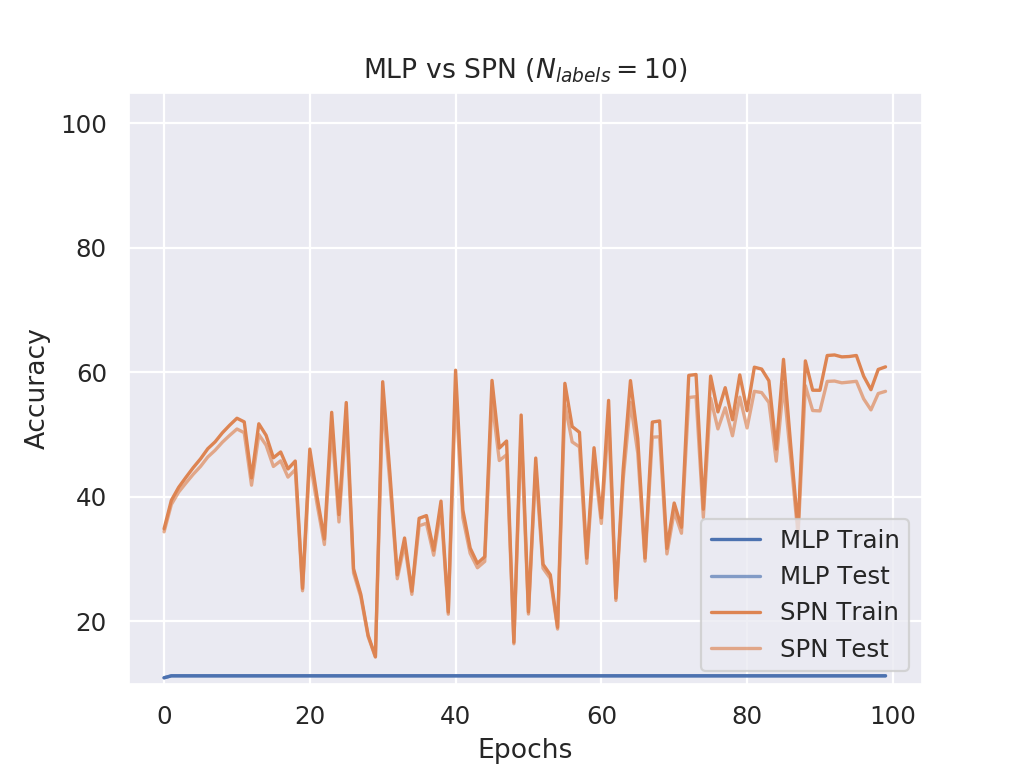 MLP vs SPN (N_labels = 10)
100
80
60
40
20
Accuracy
0 20 40 60 80 100
Epochs
MLP Train
MLP Test
SPN Train
SPN Test